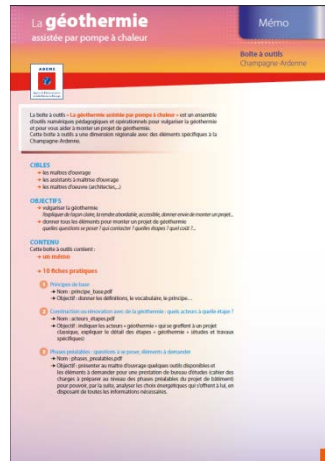 La géothermie
assistée par pompe à chaleur
Mémo
Boîte à outils
Champagne-Ardenne
ADEME
La boîte à outils « La géothermie assistée par pompe à chaleur » est un ensemble
d'outils numériques pédagogiques et opérationnels pour vulgariser la géothermie
et pour vous aider à monter un projet de géothermie.
Cette boîte à outils a une dimension régionale avec des éléments spécifiques à la
Champagne-Ardenne.
CIBLES
➔ les maîtres d'ouvrage
➔ les assistants à maîtrise d'ouvrage
➔ les maîtres d'oeuvre (architectes,...)
OBJECTIFS
➔ vulgariser la géothermie
l'expliquer de façon claire, la rendre abordable, accessible, donner envie de monter un projet...
➔ donner tous les éléments pour monter un projet de géothermie
quelles questions se poser ? qui contacter ? quelles étapes ? quel coût ?...
CONTENU
Cette boîte à outils contient :
➔ un mémo
➔ 10 fiches pratiques
1 Principes de base
➔ Nom : principe_base.pdf
➔ Objectif : donner les définitions, le vocabulaire, le principe...
2 Construction ou rénovation avec de la géothermie : quels acteurs à quelle étape ?
➔ Nom : acteurs_étapes.pdf
➔ Objectif : indiquer les acteurs « géothermie » qui se greffent à un projet
classique, expliquer le détail des étapes « géothermie » (études et travaux
spécifiques)
3 Phases préalables : questions à se poser, éléments à demander
➔ Nom : phases_préalables.pdf
➔ Objectif : présenter au maître d'ouvrage quelques outils disponibles et
les éléments à demander pour une prestation de bureau d'études (cahier des
charges à préparer au niveau des phases préalables du projet de bâtiment)
pour pouvoir, par la suite, analyser les choix énergétiques qui s'offrent à lui, en
disposant de toutes les informations nécessaires.